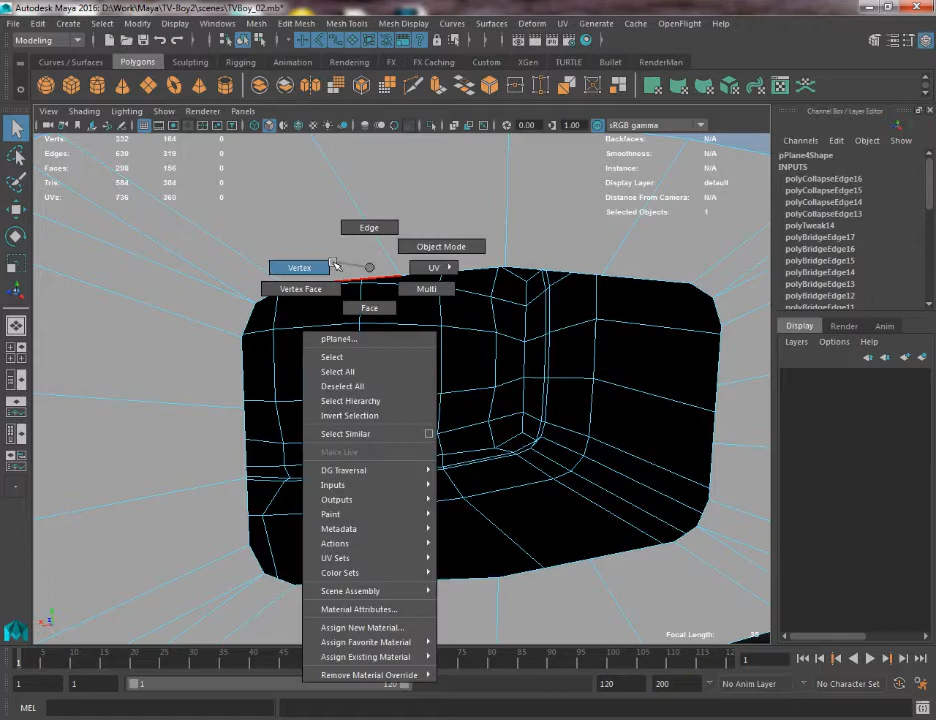 Autodesk Maya 2016: D:\Work\Maya\TV-Boy2\scenes\TVBoy_02.mb*
File Edit Create Select Modify Display Windows Mesh Edit Mesh Mesh Tools Mesh Display Curves Surfaces Deform UV Generate Cache OpenFlight Help
Modeling
Curves / Surfaces Polygons Sculpting Rigging Animation Rendering FX FX Caching Custom XGen TURTLE Bullet RenderMan
View Shading Lighting Show Renderer Panels
Channel Box / Layer Editor
0.00 1.00 sRGB gamma
Channels Edit Object Show
Verts: 332 164 0
Edges: 630 319 0
Faces: 298 156 0
Tris: 584 304 0
UVs: 736 360 0
Backfaces: N/A
Smoothness: N/A
Instance: N/A
Display Layer: default
Distance From Camera: N/A
Selected Objects: 1
pPlane4Shape
INPUTS
polyCollapseEdge16
polyCollapseEdge15
polyCollapseEdge14
polyCollapseEdge13
polyTweak14
polyBridgeEdge17
polyBridgeEdge16
polyBridgeEdge15
polyBridgeEdge14
polyBridgeEdge13
polyBridgeEdge12
polyBridgeEdge11
Edge
Object Mode
Vertex
UV
Vertex Face
Multi
Face
pPlane4...
Select
Select All
Deselect All
Select Hierarchy
Invert Selection
Select Similar
Make Live
DG Traversal
Inputs
Outputs
Paint
Metadata
Actions
UV Sets
Color Sets
Scene Assembly
Material Attributes...
Assign New Material...
Assign Favorite Material
Assign Existing Material
Remove Material Override
Display Render Anim
Layers Options Help
Focal Length: 35
5 10 15 20 25 30 35 40 45 50 75 80 85 90 95 100 105 110 115 120
1
1
1 1 1 120 120 200 No Anim Layer No Character Set
MEL